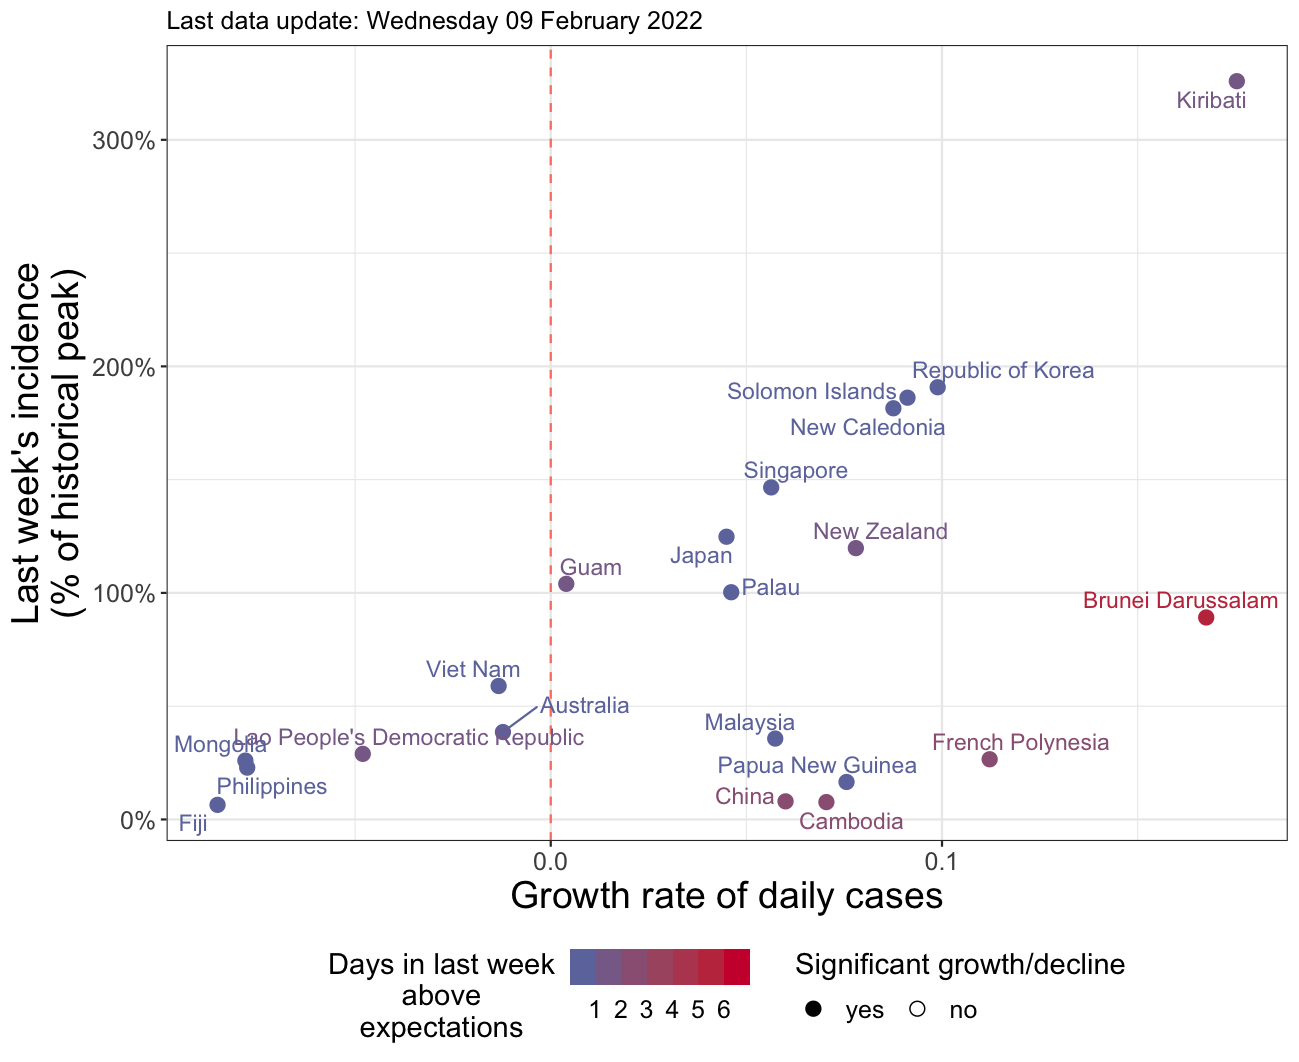 Last data update: Wednesday 09 February 2022
Last week's incidence
(% of historical peak)
300%
200%
100%
0%
Kiribati
Republic of Korea
Solomon Islands
New Caledonia
Singapore
New Zealand
Japan
Guam
Palau
Brunei Darussalam
Viet Nam
Australia
Malaysia
Lao People's Democratic Republic
Mongolia
French Polynesia
Papua New Guinea
Philippines
China
Cambodia
Fiji
0.0
0.1
Growth rate of daily cases
Days in last week
above
expectations
1 2 3 4 5 6
Significant growth/decline
yes
no